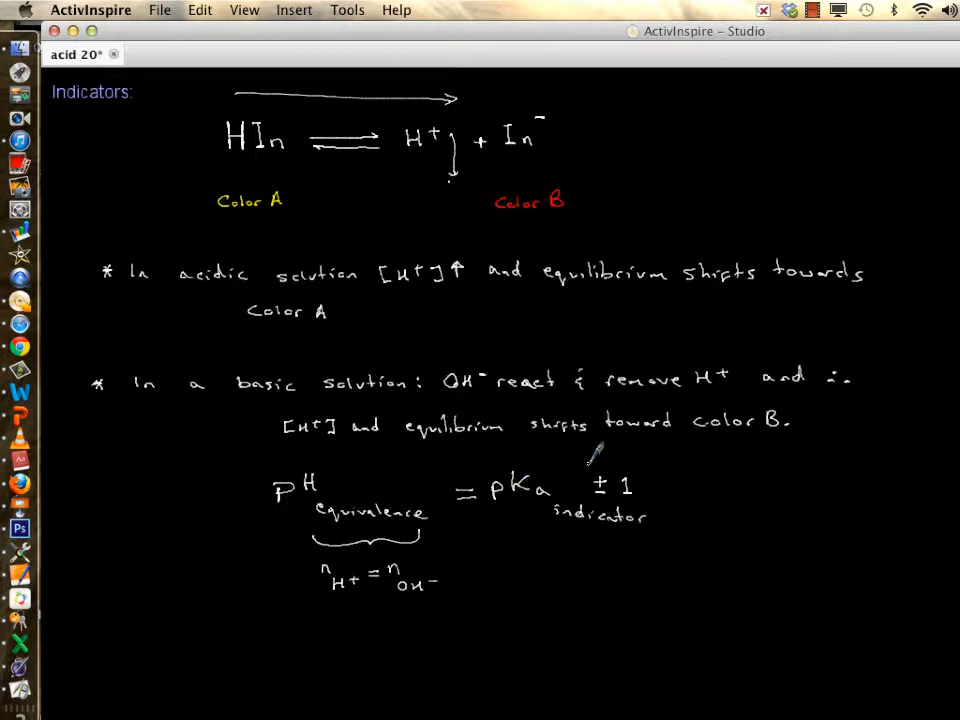 ActivInspire File Edit View Insert Tools Help
ActivInspire – Studio
acid 20*
Indicators:
HIn ⇌ H⁺ ↓ + In⁻
Color A Color B
* In acidic solution [H⁺]↑ and equilibrium shifts towards
Color A
* In a basic solution: OH⁻ react & remove H⁺ and ∴
[H⁺] and equilibrium shifts toward color B.
PH equivalence = PKa indicator ± 1
nH+ = nOH−